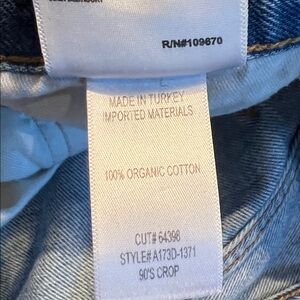 R/N#109670
MADE IN TURKEY
IMPORTED MATERIALS
100% ORGANIC COTTON
CUT# 64398
STYLE# A173D-1371
90'S CROP